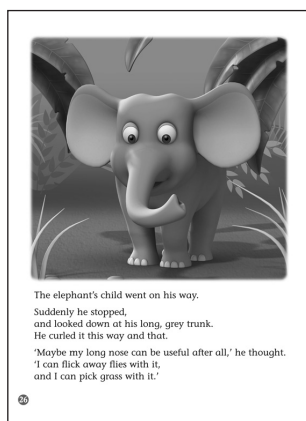 The elephant's child went on his way.
Suddenly he stopped,
and looked down at his long, grey trunk.
He curled it this way and that.
'Maybe my long nose can be useful after all,' he thought.
'I can flick away flies with it,
and I can pick grass with it.'
26